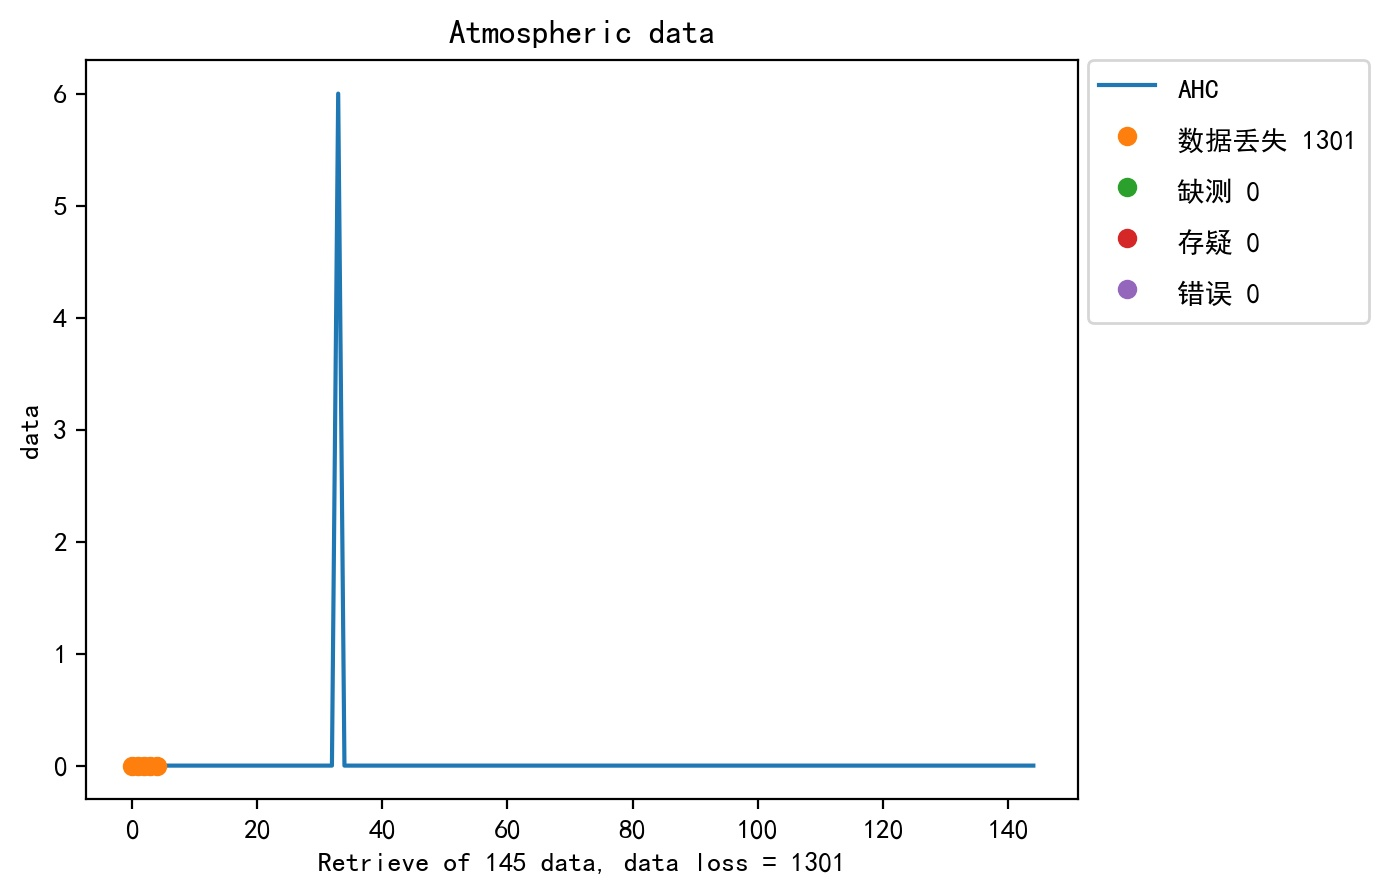 Atmospheric data
AHC
数据丢失 1301
缺测 0
存疑 0
错误 0
6
5
4
3
2
1
0
data
0 20 40 60 80 100 120 140
Retrieve of 145 data, data loss = 1301